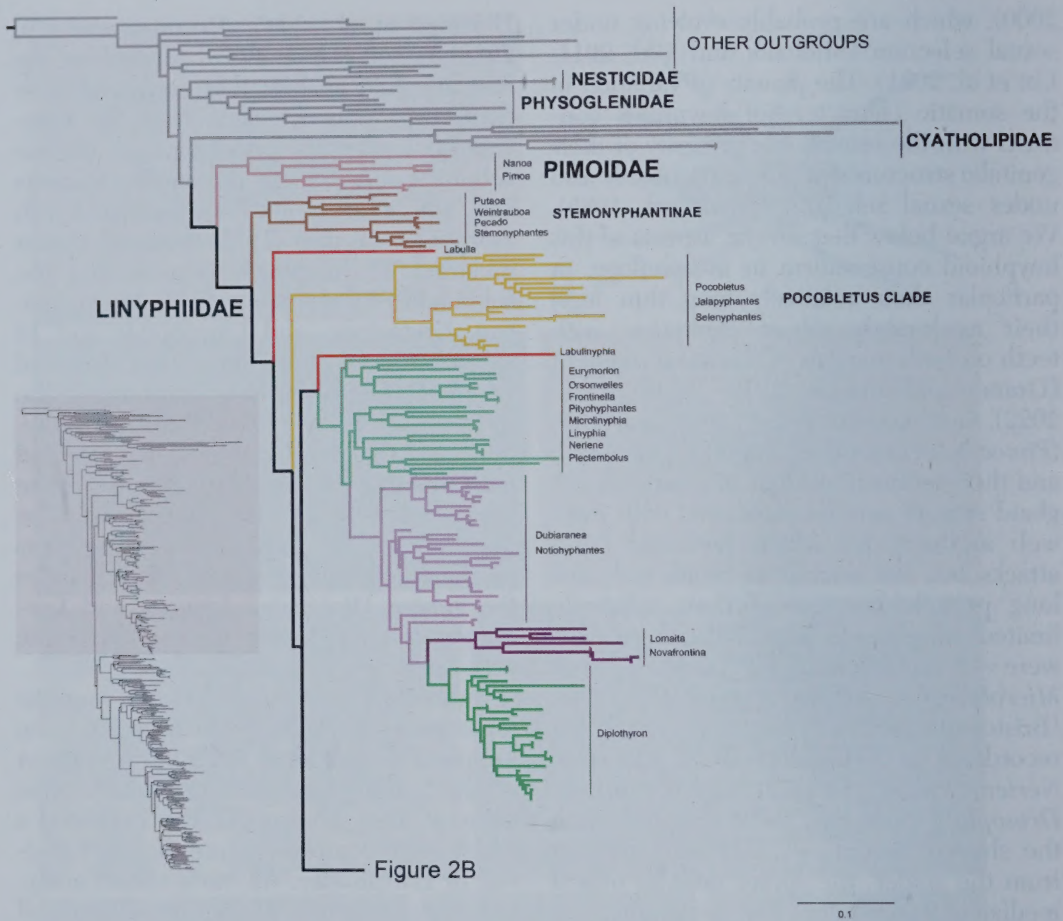 OTHER OUTGROUPS
NESTICIDAE
PHYSOGLENIDAE
CYATHOLIPIDAE
Nanoa
Pimoa
PIMOIDAE
Putaoa
Weintrauboa
Pecado
Stemonyphantes
STEMONYPHANTINAE
Labulla
LINYPHIIDAE
Pocobletus
Jalapyphantes
Selenyphantes
POCOBLETUS CLADE
Labulinyphia
Eurymorion
Orsonwelles
Frontinella
Pityohyphantes
Microlinyphia
Linyphia
Neriene
Plectembolus
Dubiaranea
Notiohyphantes
Lomaita
Novafrontina
Diplothyron
Figure 2B
0.1